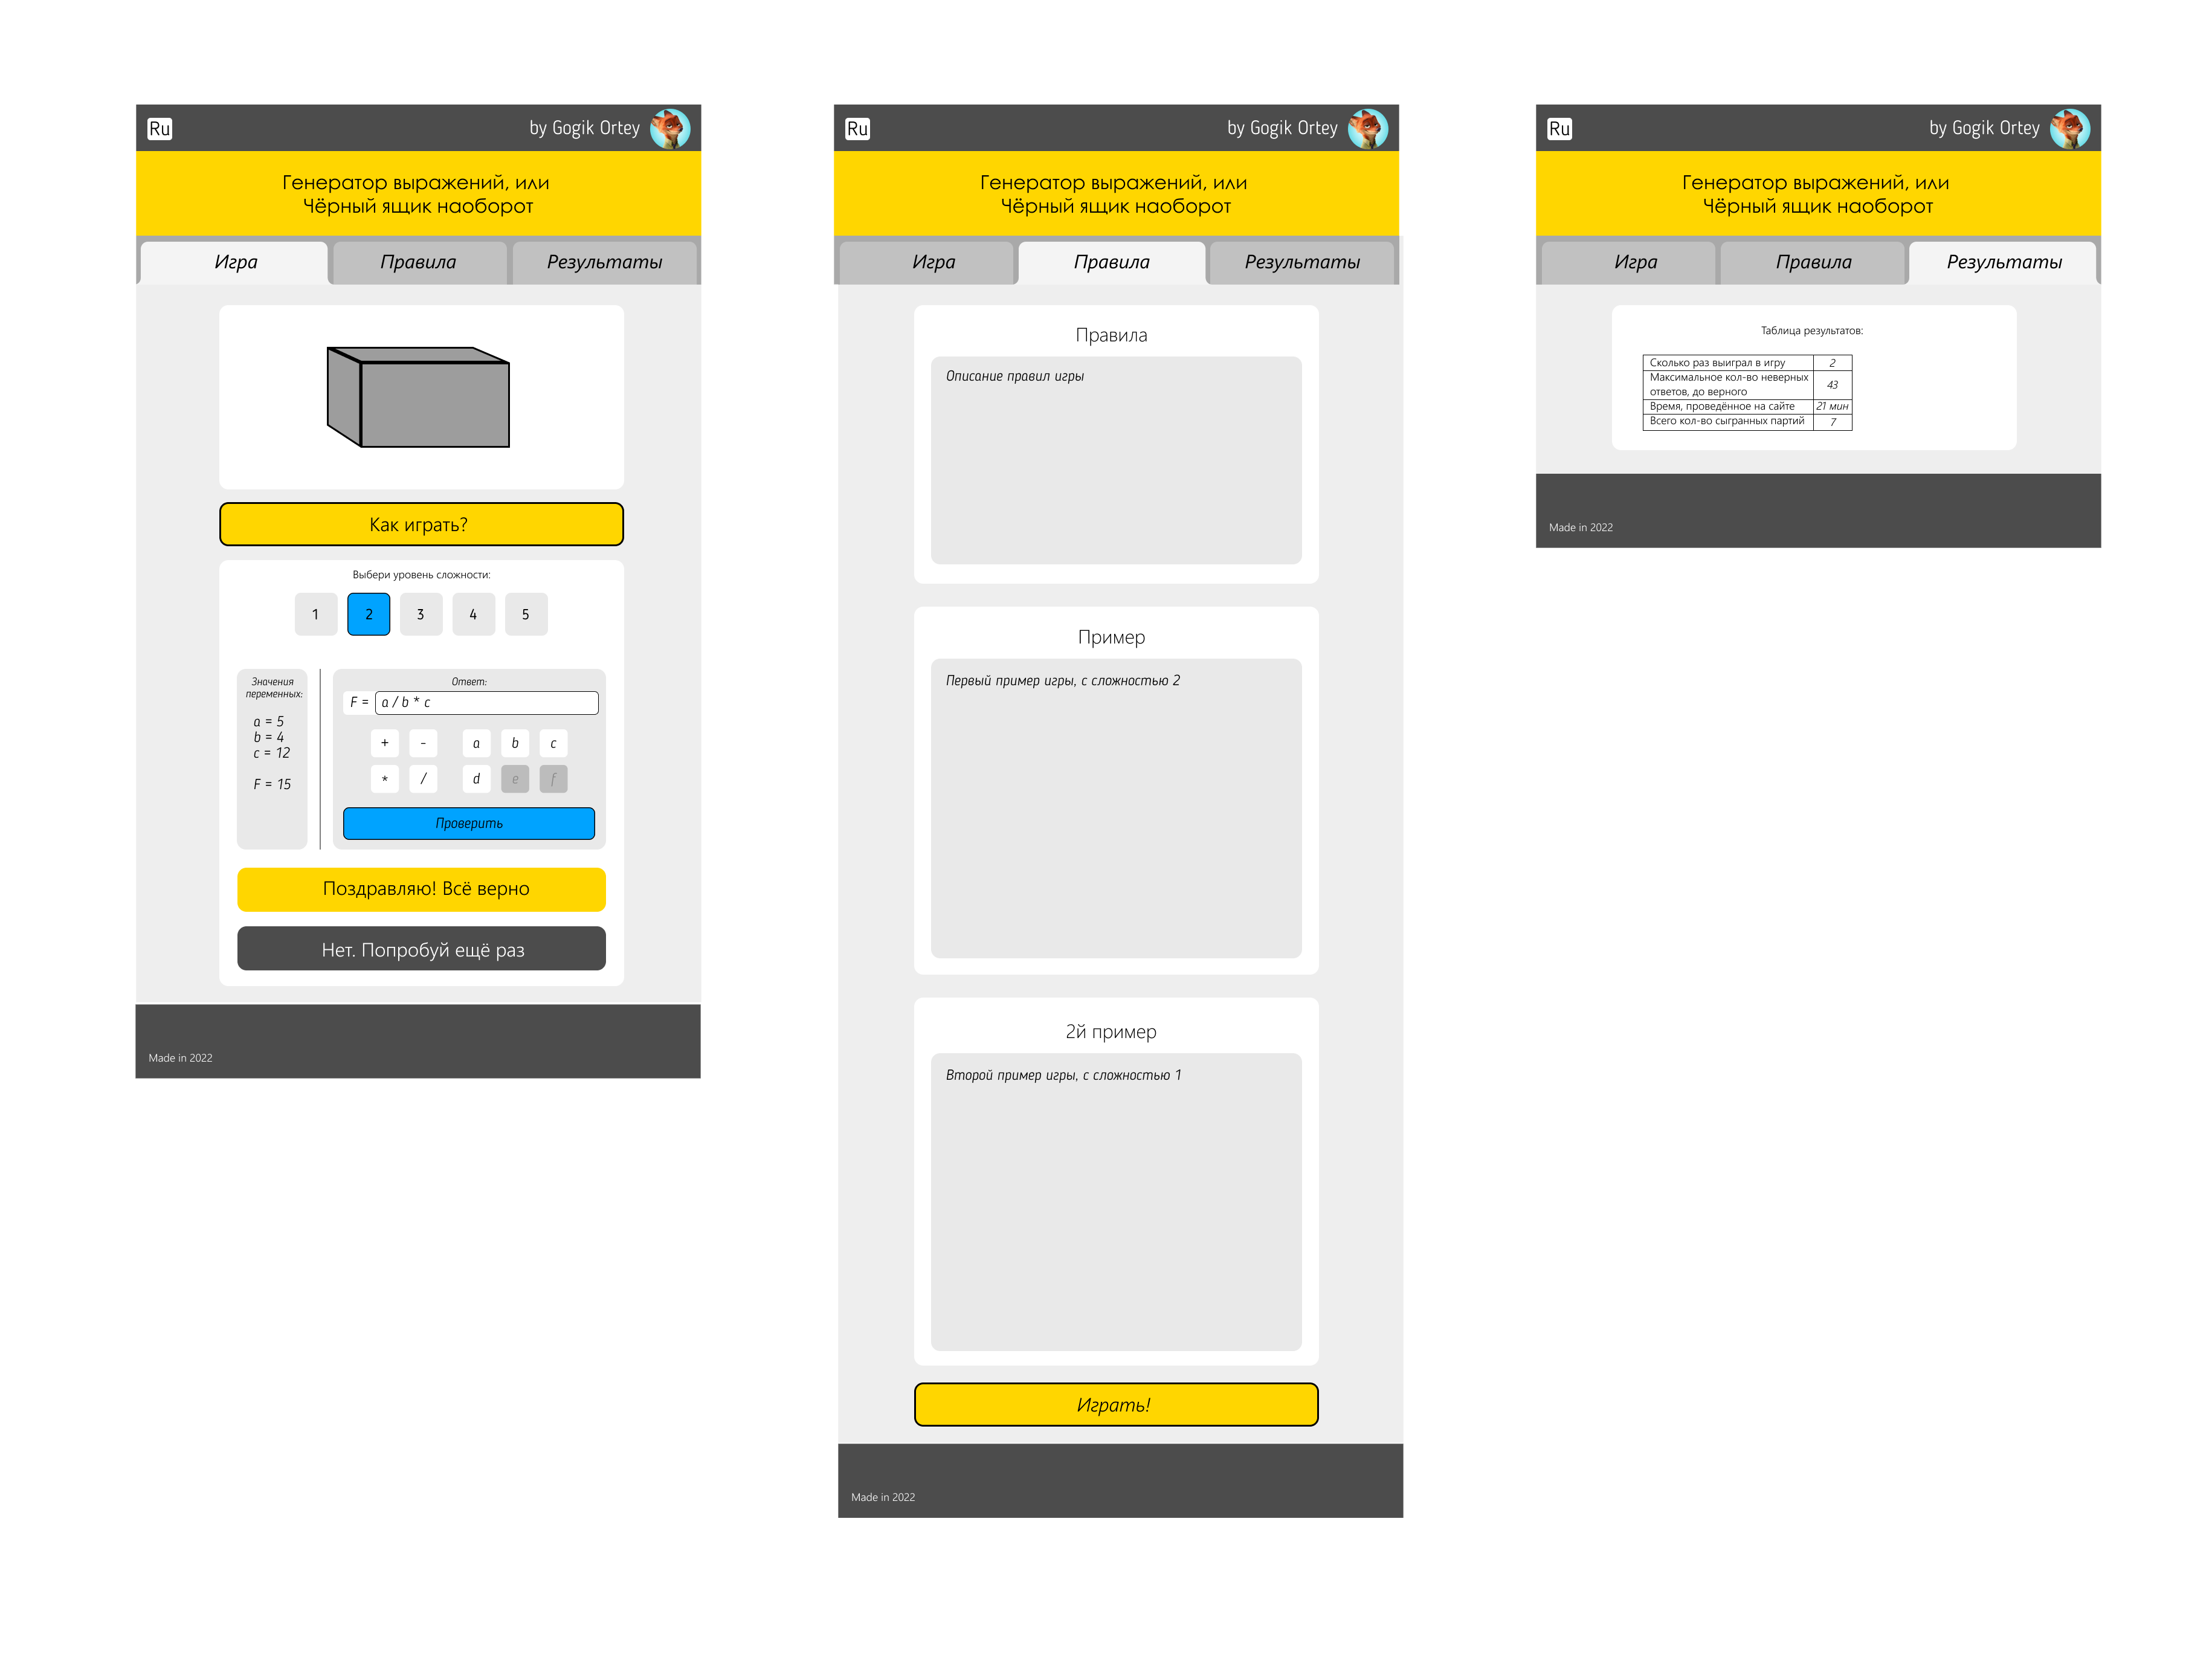 Ru
by Gogik Ortey
Генератор выражений, или
Чёрный ящик наоборот
Игра
Правила
Результаты
Как играть?
Выбери уровень сложности:
1
2
3
4
5
Значения
переменных:
a = 5
b = 4
c = 12
F = 15
Ответ:
F = a / b * c
+ - a b c
* / d e f
Проверить
Поздравляю! Всё верно
Нет. Попробуй ещё раз
Made in 2022
Ru
by Gogik Ortey
Генератор выражений, или
Чёрный ящик наоборот
Игра
Правила
Результаты
Правила
Описание правил игры
Пример
Первый пример игры, с сложностью 2
2й пример
Второй пример игры, с сложностью 1
Играть!
Made in 2022
Ru
by Gogik Ortey
Генератор выражений, или
Чёрный ящик наоборот
Игра
Правила
Результаты
Таблица результатов:
Сколько раз выиграл в игру 2
Максимальное кол-во неверных
ответов, до верного 43
Время, проведённое на сайте 21 мин
Всего кол-во сыгранных партий 7
Made in 2022